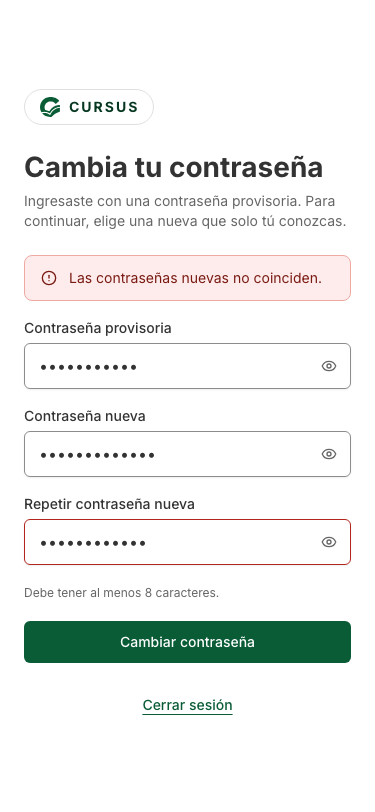 CURSUS
Cambia tu contraseña
Ingresaste con una contraseña provisoria. Para
continuar, elige una nueva que solo tú conozcas.
Las contraseñas nuevas no coinciden.
Contraseña provisoria
•••••••••••
Contraseña nueva
•••••••••••••
Repetir contraseña nueva
••••••••••••
Debe tener al menos 8 caracteres.
Cambiar contraseña
Cerrar sesión